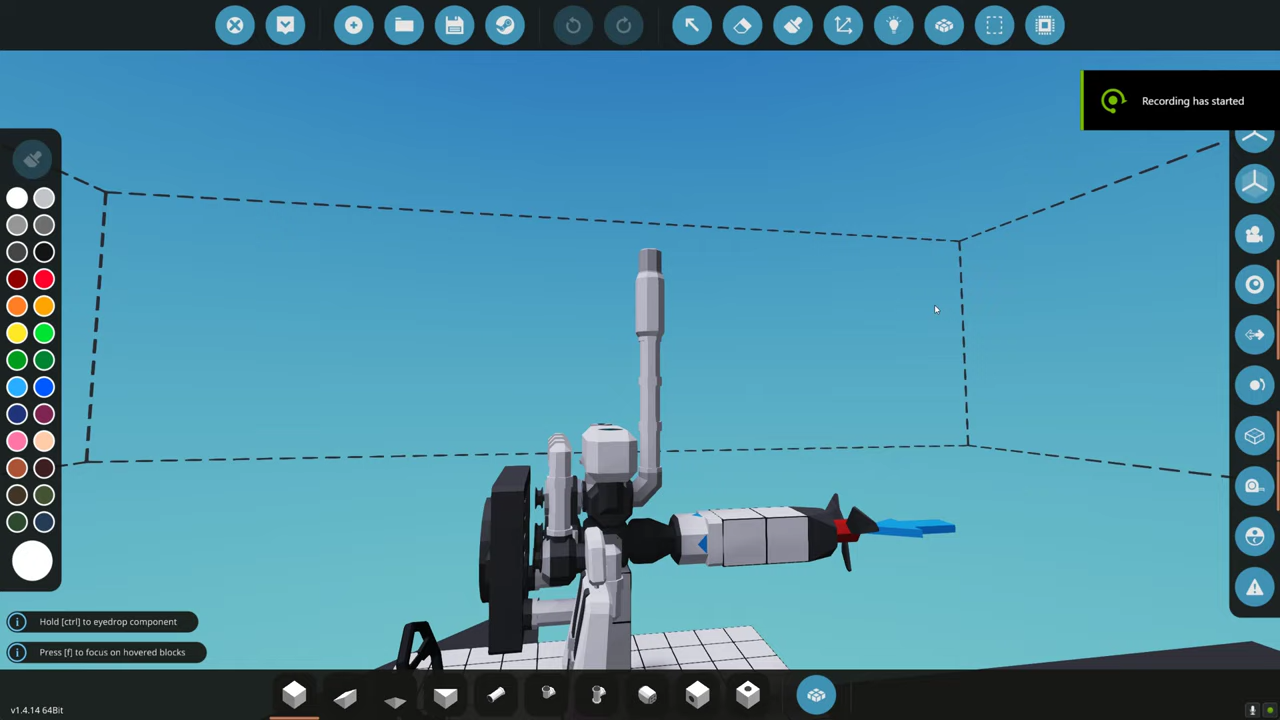 Recording has started
Hold [ctrl] to eyedrop component
Press [f] to focus on hovered blocks
v1.4.14 64Bit